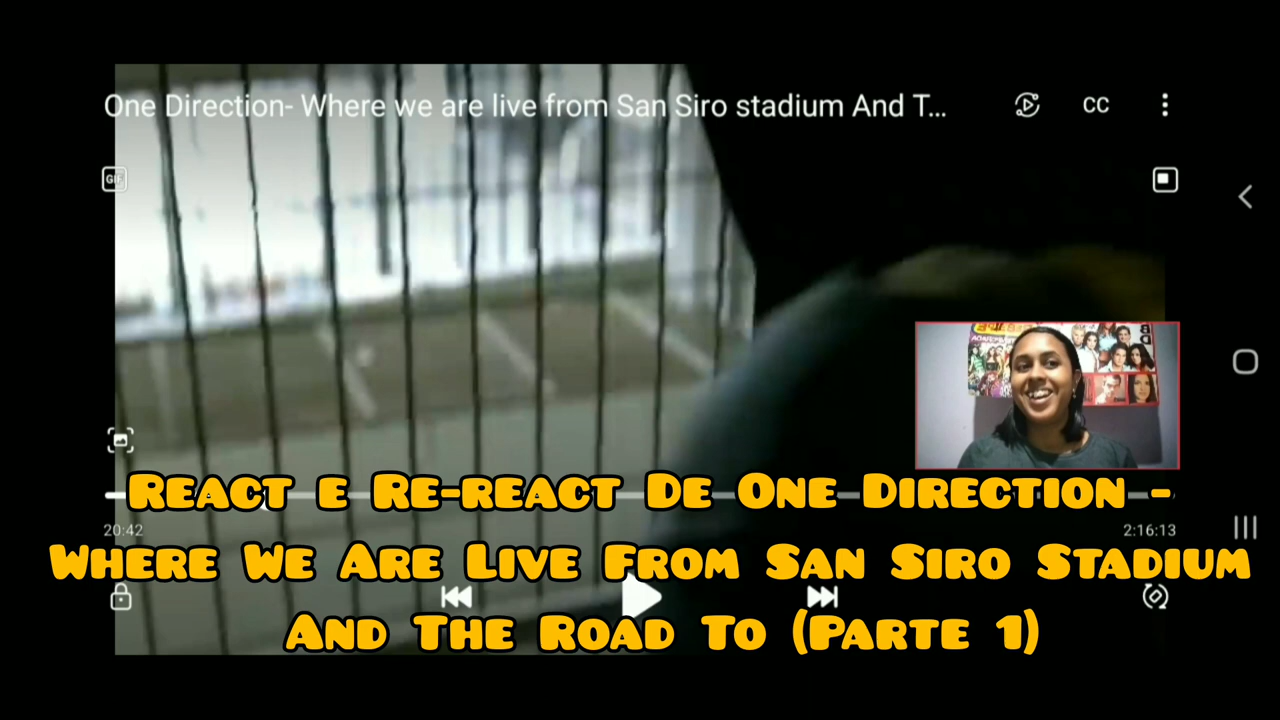 One Direction- Where we are live from San Siro stadium And T...
CC
GIF
React e Re-react De One Direction -
20:42
2:16:13
Where We Are Live From San Siro Stadium
And The Road To (Parte 1)